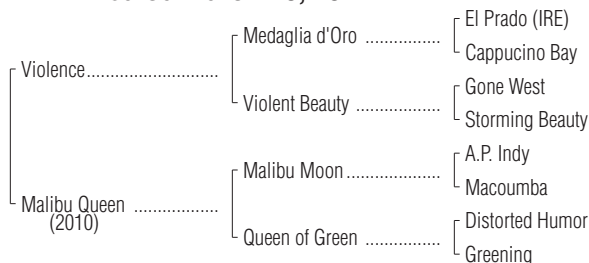 El Prado (IRE)
Medaglia d'Oro ................
Cappucino Bay
Violence............................
Gone West
Violent Beauty ..................
Storming Beauty
A.P. Indy
Malibu Moon ....................
Macoumba
Malibu Queen ..................
(2010)
Distorted Humor
Queen of Green ................
Greening